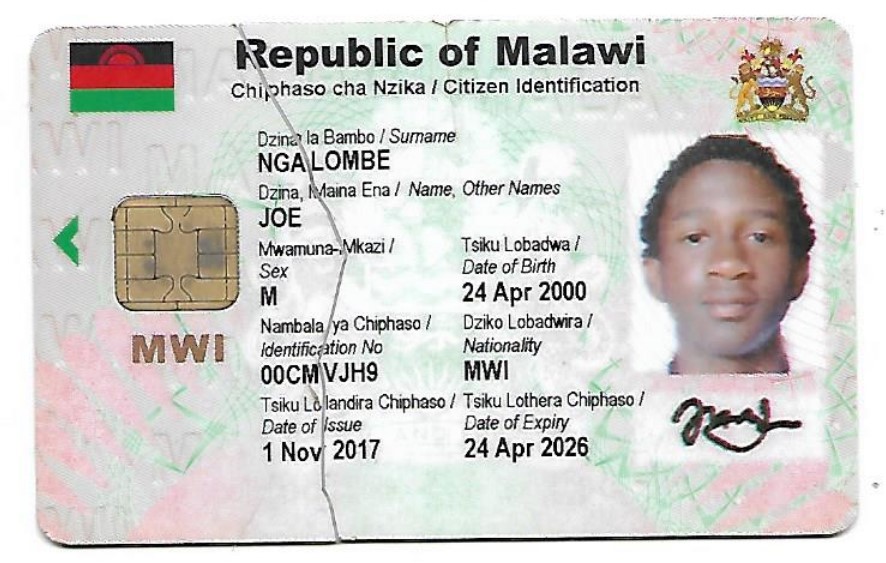 Republic of Malawi
Chiphaso cha Nzika / Citizen Identification
Dzina la Bambo / Surname
NGALOMBE
Dzina, Maina Ena / Name, Other Names
JOE
Mwamuna-Mkazi / Tsiku Lobadwa /
Sex Date of Birth
M 24 Apr 2000
Nambala ya Chiphaso / Dziko Lobadwira /
Identification No Nationality
00CMVJH9 MWI
Tsiku Lolandira Chiphaso / Tsiku Lothera Chiphaso /
Date of Issue Date of Expiry
1 Nov 2017 24 Apr 2026
MWI